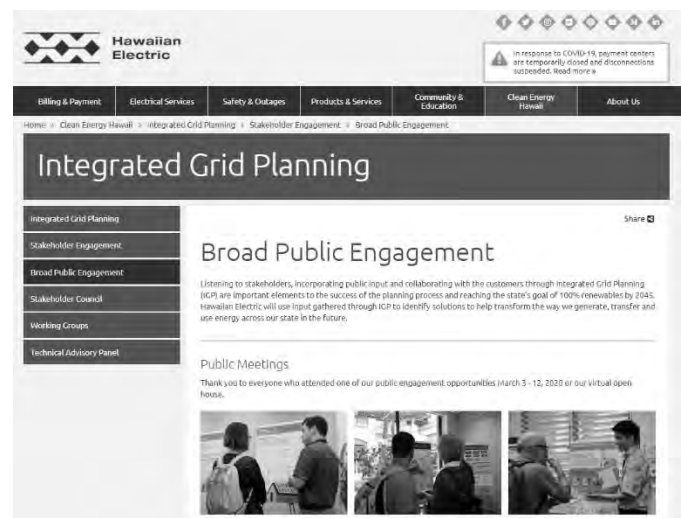 Hawaiian
Electric
In response to COVID-19, payment centers
are temporarily closed and disconnections
suspended. Read more »
Billing & Payment
Electrical Services
Safety & Outages
Products & Services
Community &
Education
Clean Energy
Hawaii
About Us
Home » Clean Energy Hawaii » Integrated Grid Planning » Stakeholder Engagement » Broad Public Engagement
Integrated Grid Planning
Integrated Grid Planning
Stakeholder Engagement
Broad Public Engagement
Stakeholder Council
Working Groups
Technical Advisory Panel
Share
Broad Public Engagement
Listening to stakeholders, incorporating public input and collaborating with the customers through Integrated Grid Planning
(IGP) are important elements to the success of the planning process and reaching the state's goal of 100% renewables by 2045.
Hawaiian Electric will use input gathered through IGP to identify solutions to help transform the way we generate, transfer and
use energy across our state in the future.
Public Meetings
Thank you to everyone who attended one of our public engagement opportunities March 3 - 12, 2020 or our virtual open
house.